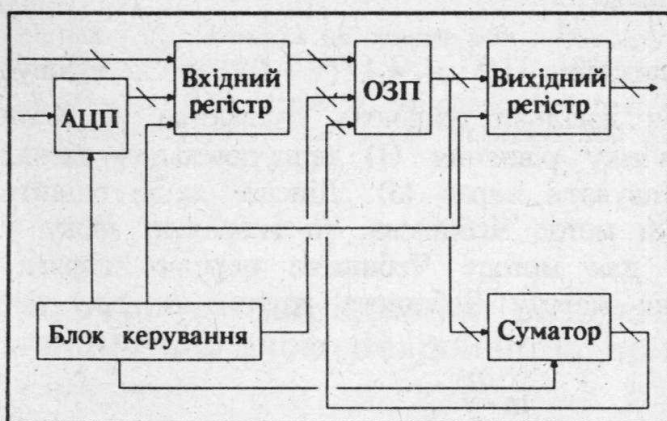 Вхідний
регістр
ОЗП
Вихідний
регістр
АЦП
Блок керування
Суматор